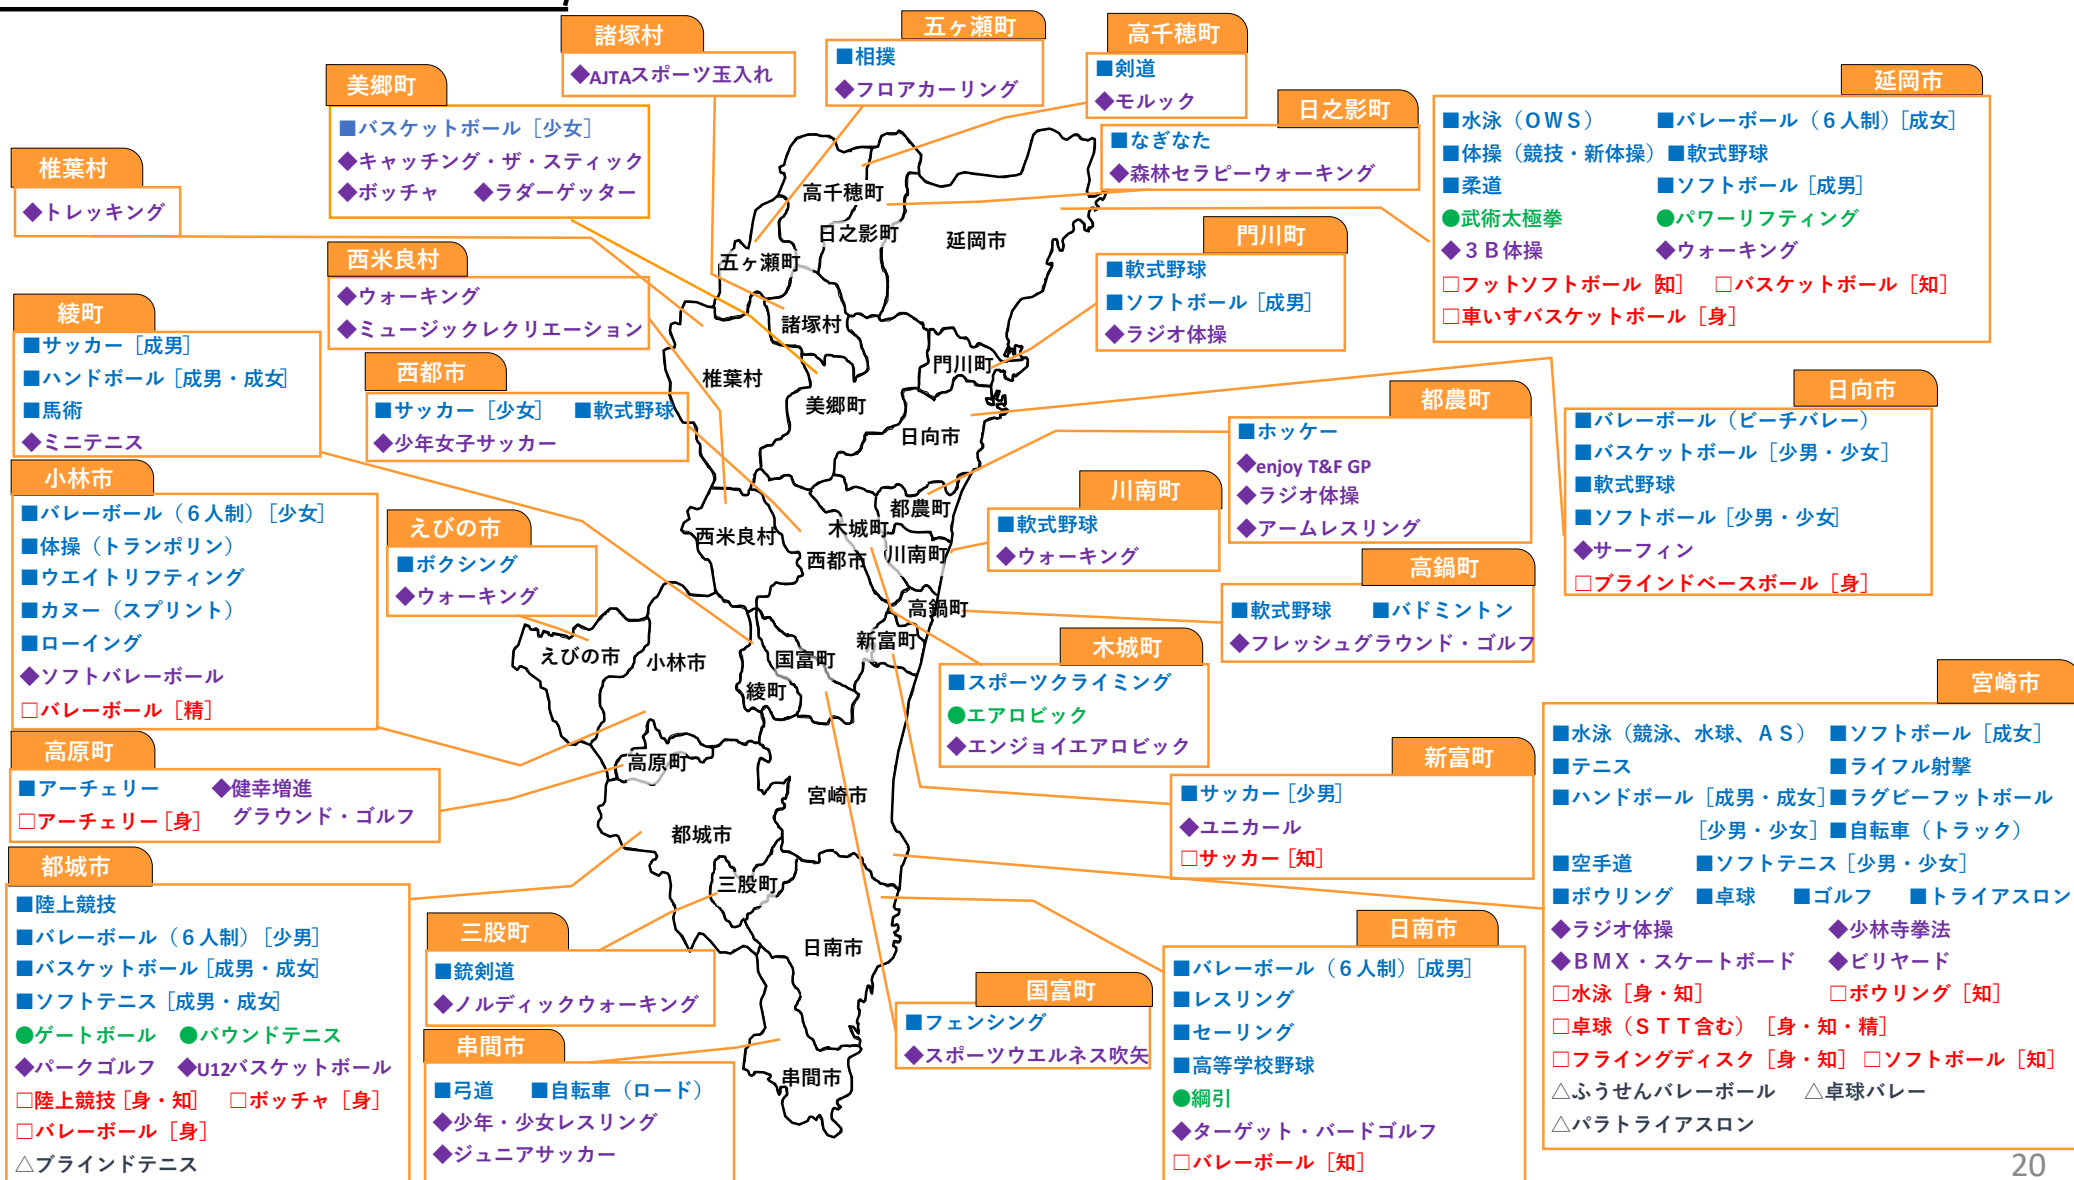 諸塚村
◆AJTAスポーツ玉入れ
五ヶ瀬町
■相撲
◆フロアカーリング
高千穂町
■剣道
◆モルック
美郷町
■バスケットボール［少女］
◆キャッチング・ザ・スティック
◆ボッチャ　◆ラダーゲッター
日之影町
■なぎなた
◆森林セラピーウォーキング
延岡市
■水泳（ＯＷＳ）　■バレーボール（６人制）［成女］
■体操（競技・新体操）■軟式野球
■柔道　■ソフトボール［成男］
●武術太極拳　●パワーリフティング
◆３Ｂ体操　◆ウォーキング
□フットソフトボール［知］　□バスケットボール［知］
□車いすバスケットボール［身］
椎葉村
◆トレッキング
西米良村
◆ウォーキング
◆ミュージックレクリエーション
門川町
■軟式野球
■ソフトボール［成男］
◆ラジオ体操
綾町
■サッカー［成男］
■ハンドボール［成男・成女］
■馬術
◆ミニテニス
西都市
■サッカー［少女］　■軟式野球
◆少年女子サッカー
都農町
■ホッケー
◆enjoy T&F GP
◆ラジオ体操
◆アームレスリング
日向市
■バレーボール（ビーチバレー）
■バスケットボール［少男・少女］
■軟式野球
■ソフトボール［少男・少女］
◆サーフィン
□ブラインドベースボール［身］
小林市
■バレーボール（６人制）［少女］
■体操（トランポリン）
■ウエイトリフティング
■カヌー（スプリント）
■ローイング
◆ソフトバレーボール
□バレーボール［精］
えびの市
■ボクシング
◆ウォーキング
川南町
■軟式野球
◆ウォーキング
高鍋町
■軟式野球　■バドミントン
◆フレッシュグラウンド・ゴルフ
木城町
■スポーツクライミング
●エアロビック
◆エンジョイエアロビック
高原町
■アーチェリー　◆健幸増進
グラウンド・ゴルフ
□アーチェリー［身］
新富町
■サッカー［少男］
◆ユニカール
□サッカー［知］
宮崎市
■水泳（競泳、水球、ＡＳ）　■ソフトボール［成女］
■テニス　■ライフル射撃
■ハンドボール［成男・成女］■ラグビーフットボール
［少男・少女］■自転車（トラック）
■空手道　■ソフトテニス［少男・少女］
■ボウリング　■卓球　■ゴルフ　■トライアスロン
◆ラジオ体操　◆少林寺拳法
◆ＢＭＸ・スケートボード　◆ビリヤード
□水泳［身・知］　□ボウリング［知］
□卓球（ＳＴＴ含む）［身・知・精］
□フライングディスク［身・知］□ソフトボール［知］
△ふうせんバレーボール　△卓球バレー
△パラトライアスロン
都城市
■陸上競技
■バレーボール（６人制）［少男］
■バスケットボール［成男・成女］
■ソフトテニス［成男・成女］
●ゲートボール　●バウンドテニス
◆パークゴルフ　◆U12バスケットボール
□陸上競技［身・知］　□ボッチャ［身］
□バレーボール［身］
△ブラインドテニス
三股町
■銃剣道
◆ノルディックウォーキング
串間市
■弓道　■自転車（ロード）
◆少年・少女レスリング
◆ジュニアサッカー
国富町
■フェンシング
◆スポーツウエルネス吹矢
日南市
■バレーボール（６人制）［成男］
■レスリング
■セーリング
■高等学校野球
●綱引
◆ターゲット・バードゴルフ
□バレーボール［知］
高千穂町
日之影町
延岡市
五ヶ瀬町
諸塚村
門川町
椎葉村
美郷町
日向市
都農町
木城町
西米良村
西都市
川南町
高鍋町
新富町
えびの市
小林市
国富町
綾町
高原町
宮崎市
都城市
三股町
日南市
串間市
20